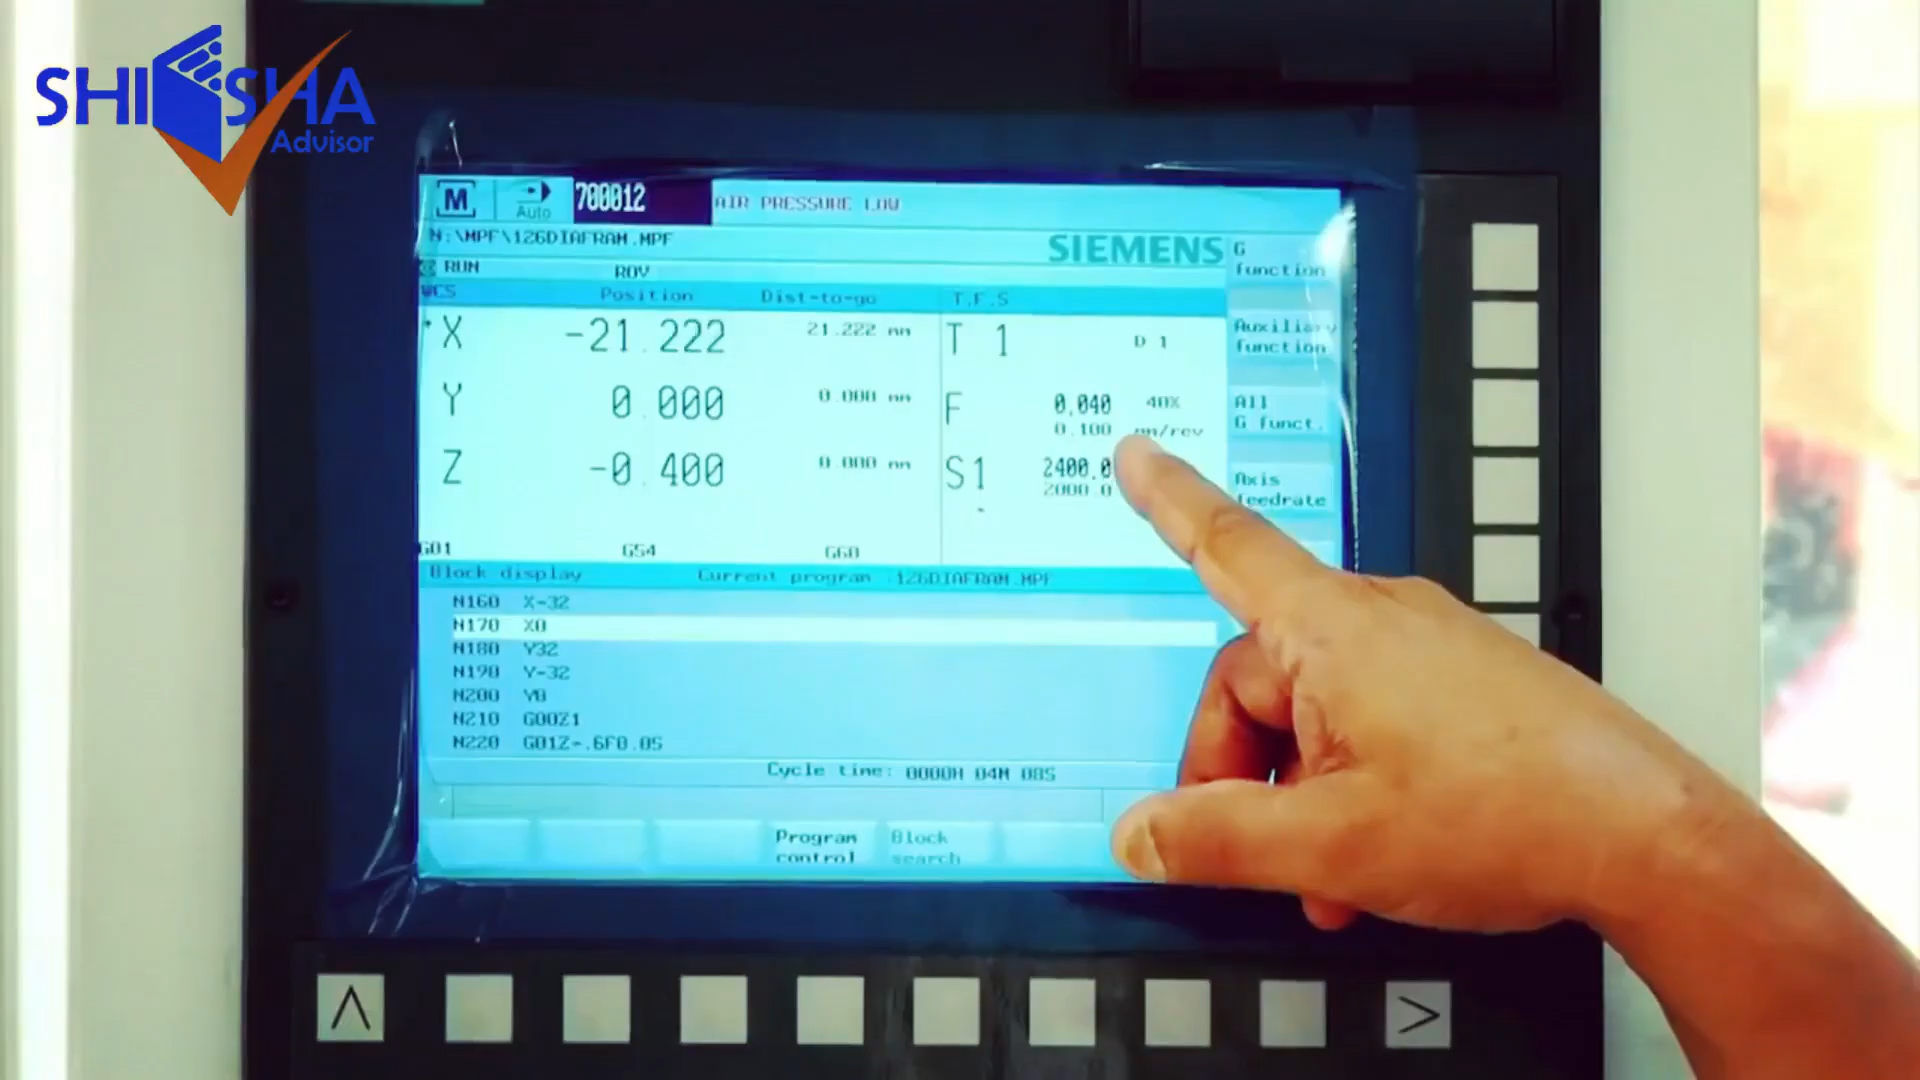 SHIKSHA
Advisor
M Auto 700012 AIR PRESSURE LOW
N:\MPF\126DIAFRAM.MPF
SIEMENS
G
function
RUN ROV
WCS Position Dist-to-go T.F.S
X -21.222 21.222 mm T 1 D 1
Auxiliary
function
Y 0.000 0.000 mm F 0.040 40%
0.100 mm/rev
All
G funct.
Z -0.400 0.000 mm S1 2400.0
2000.0
Axis
feedrate
G01 G54 G60
Block display Current program :126DIAFRAM.MPF
N160 X-32
N170 X0
N180 Y32
N190 Y-32
N200 Y0
N210 G00Z1
N220 G01Z-.6F0.05
Cycle time: 0000H 04M 08S
Program
control
Block
search